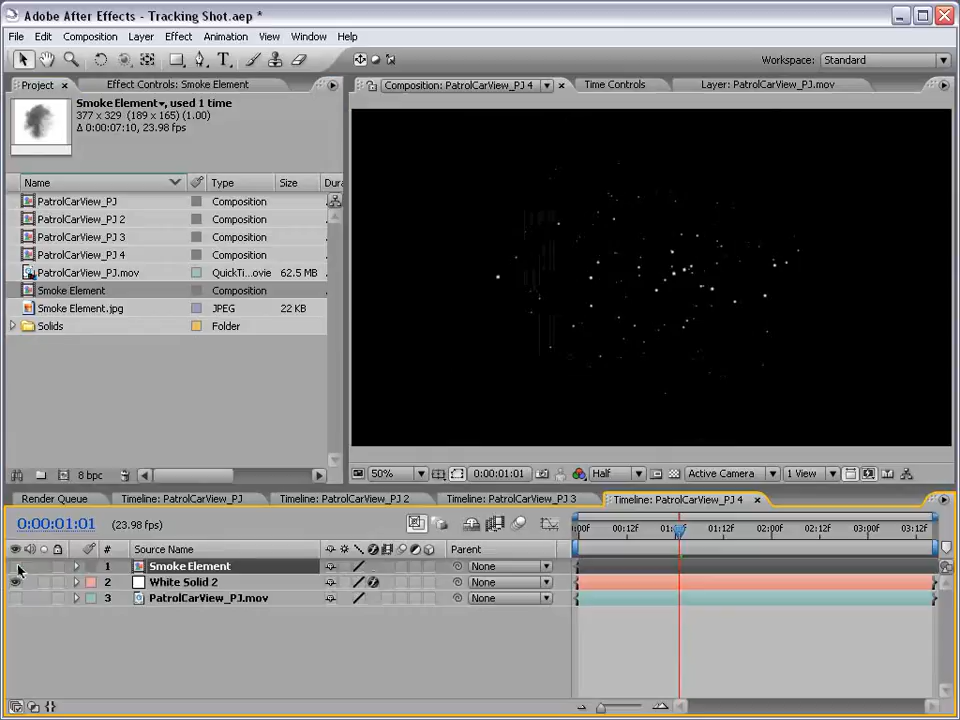 Adobe After Effects - Tracking Shot.aep *
File Edit Composition Layer Effect Animation View Window Help
Workspace: Standard
Project Effect Controls: Smoke Element
Composition: PatrolCarView_PJ 4 Time Controls Layer: PatrolCarView_PJ.mov
Smoke Element, used 1 time
377 x 329 (189 x 165) (1.00)
Δ 0:00:07:10, 23.98 fps
Name Type Size Dura
PatrolCarView_PJ Composition
PatrolCarView_PJ 2 Composition
PatrolCarView_PJ 3 Composition
PatrolCarView_PJ 4 Composition
PatrolCarView_PJ.mov QuickTi...ovie 62.5 MB
Smoke Element Composition
Smoke Element.jpg JPEG 22 KB
Solids Folder
8 bpc
50% 0:00:01:01 Half Active Camera 1 View
Render Queue Timeline: PatrolCarView_PJ Timeline: PatrolCarView_PJ 2 Timeline: PatrolCarView_PJ 3 Timeline: PatrolCarView_PJ 4
0:00:01:01 (23.98 fps)
00:12f 01:12f 02:00f 02:12f 03:00f 03:12f
# Source Name Parent
1 Smoke Element None
2 White Solid 2 None
3 PatrolCarView_PJ.mov None